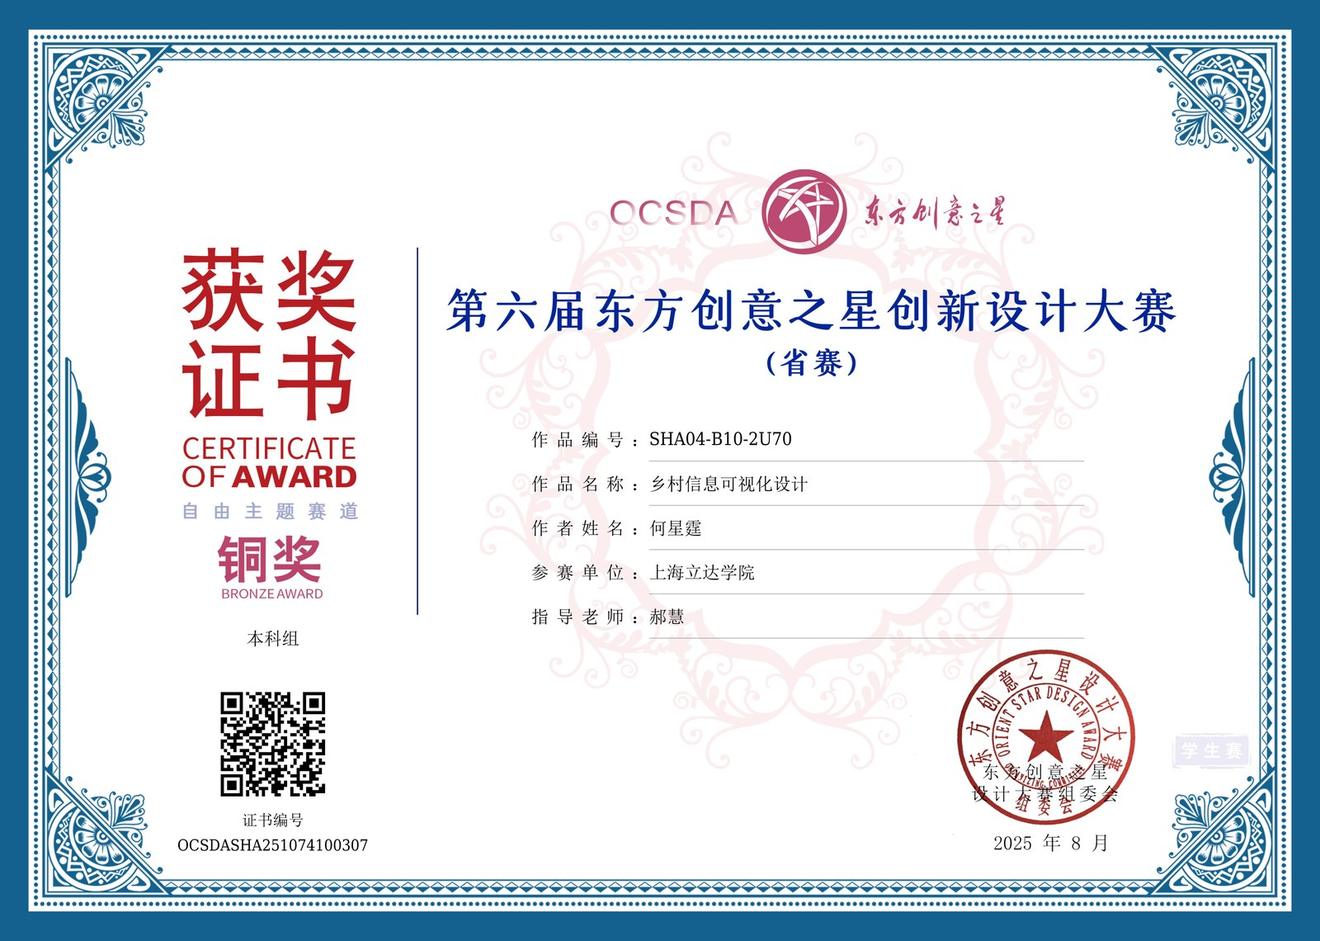 OCSDA 东方创意之星
获奖
证书
CERTIFICATE
OF AWARD
自由主题赛道
铜奖
BRONZE AWARD
本科组
证书编号
OCSDASHA251074100307
第六届东方创意之星创新设计大赛
(省赛)
作品编号：SHA04-B10-2U70
作品名称：乡村信息可视化设计
作者姓名：何星霆
参赛单位：上海立达学院
指导老师：郝慧
东方创意之星设计大赛
ORIENT STAR DESIGN AWARD
ORGANIZING COMMITTEE
组委会
东方创意之星
设计大赛组委会
2025 年 8 月
学生赛